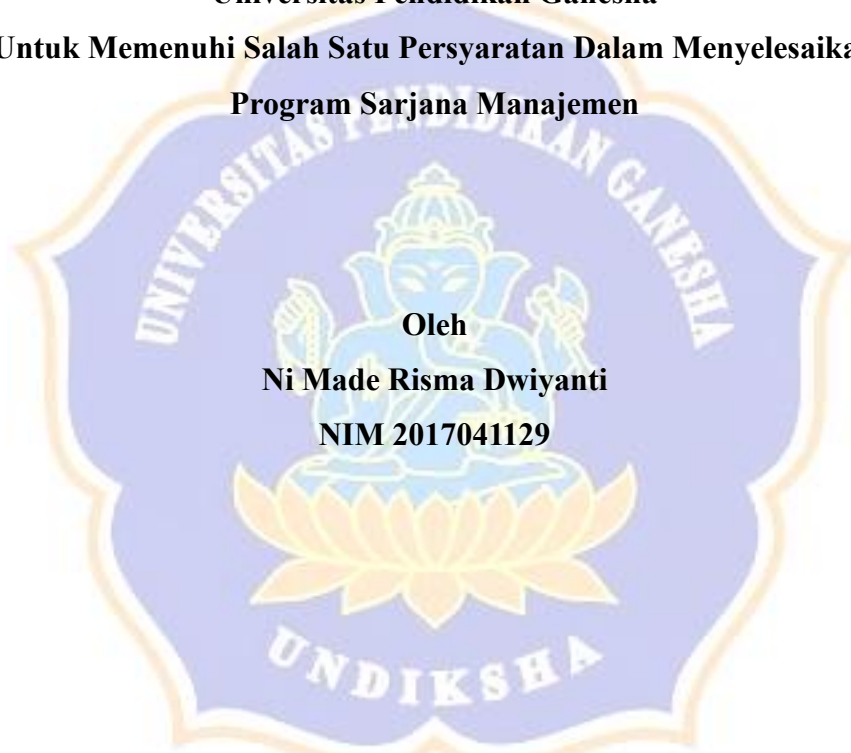 Universitas Pendidikan Ganesha
Untuk Memenuhi Salah Satu Persyaratan Dalam Menyelesaika
Program Sarjana Manajemen
UNIVERSITAS PENDIDIKAN GANESHA
Oleh
Ni Made Risma Dwiyanti
NIM 2017041129
UNDIKSHA